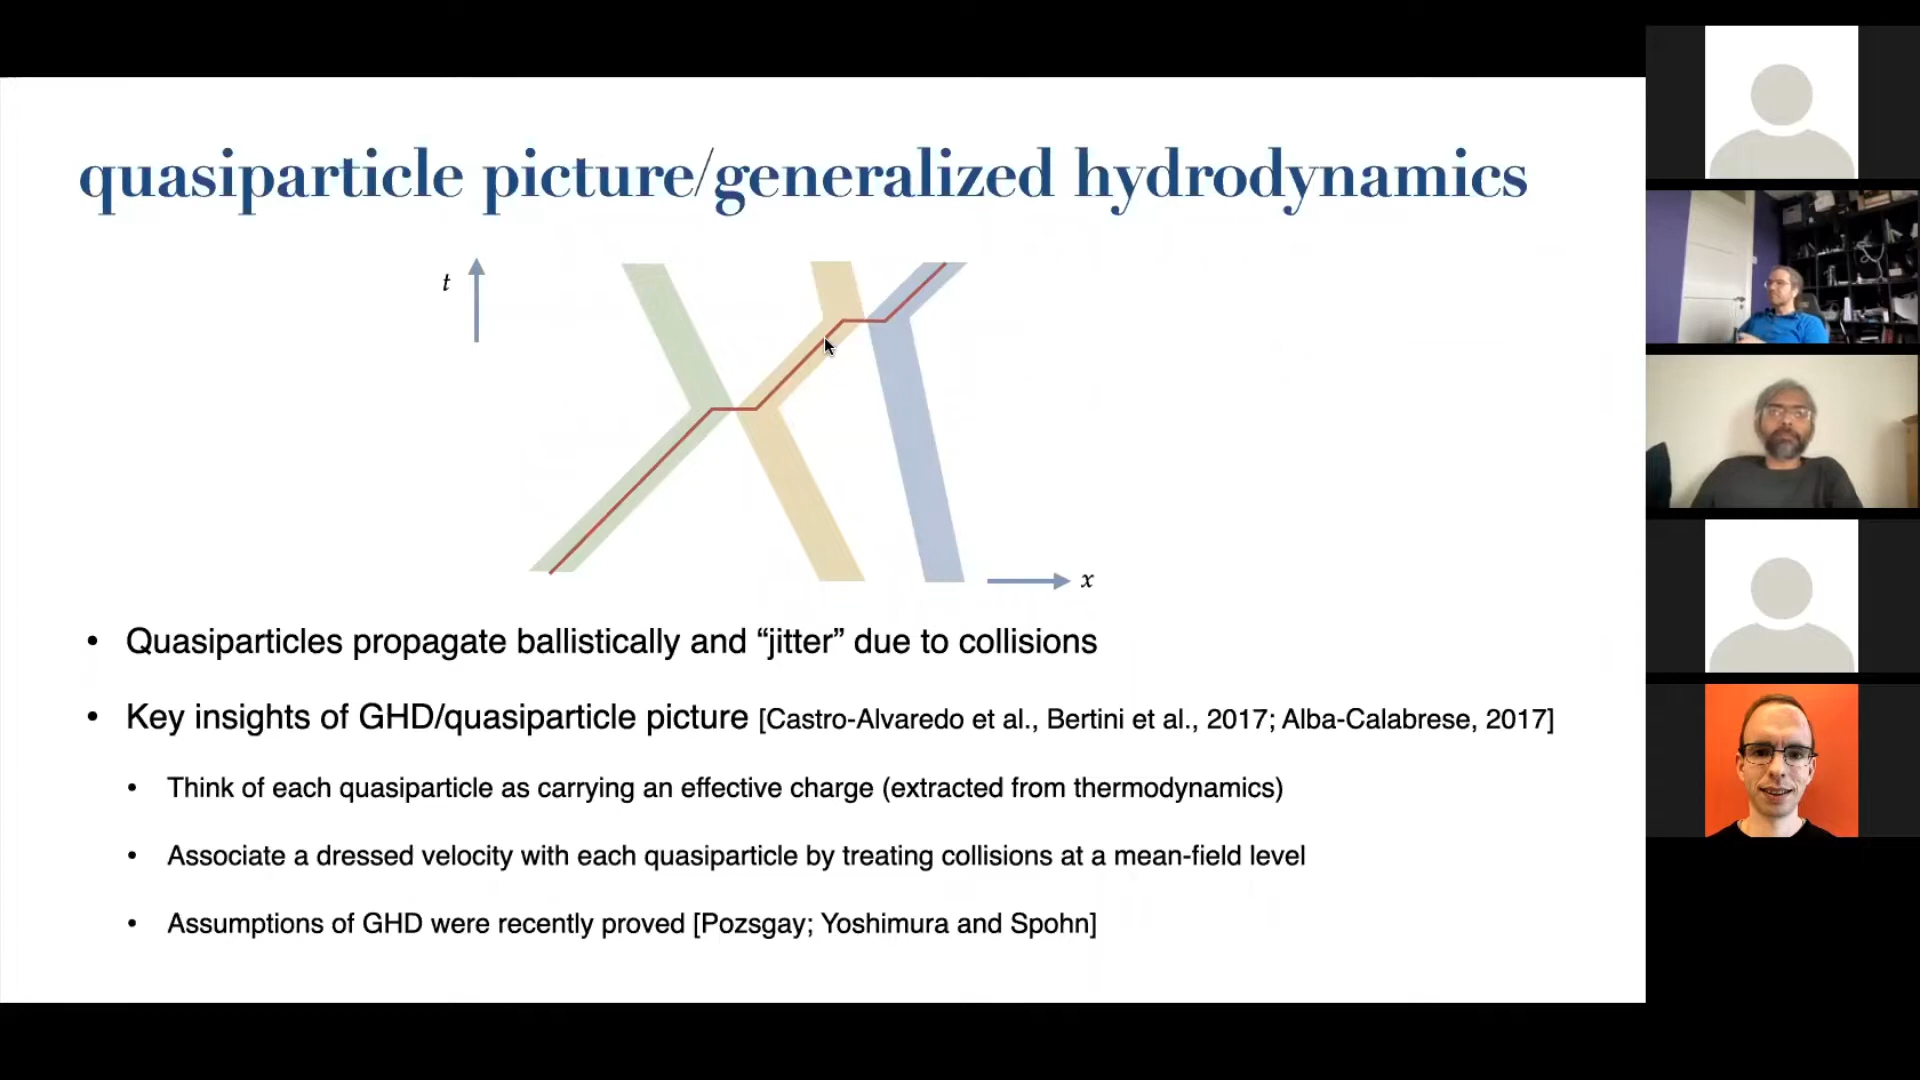 quasiparticle picture/generalized hydrodynamics
t
x
• Quasiparticles propagate ballistically and “jitter” due to collisions
• Key insights of GHD/quasiparticle picture [Castro-Alvaredo et al., Bertini et al., 2017; Alba-Calabrese, 2017]
• Think of each quasiparticle as carrying an effective charge (extracted from thermodynamics)
• Associate a dressed velocity with each quasiparticle by treating collisions at a mean-field level
• Assumptions of GHD were recently proved [Pozsgay; Yoshimura and Spohn]